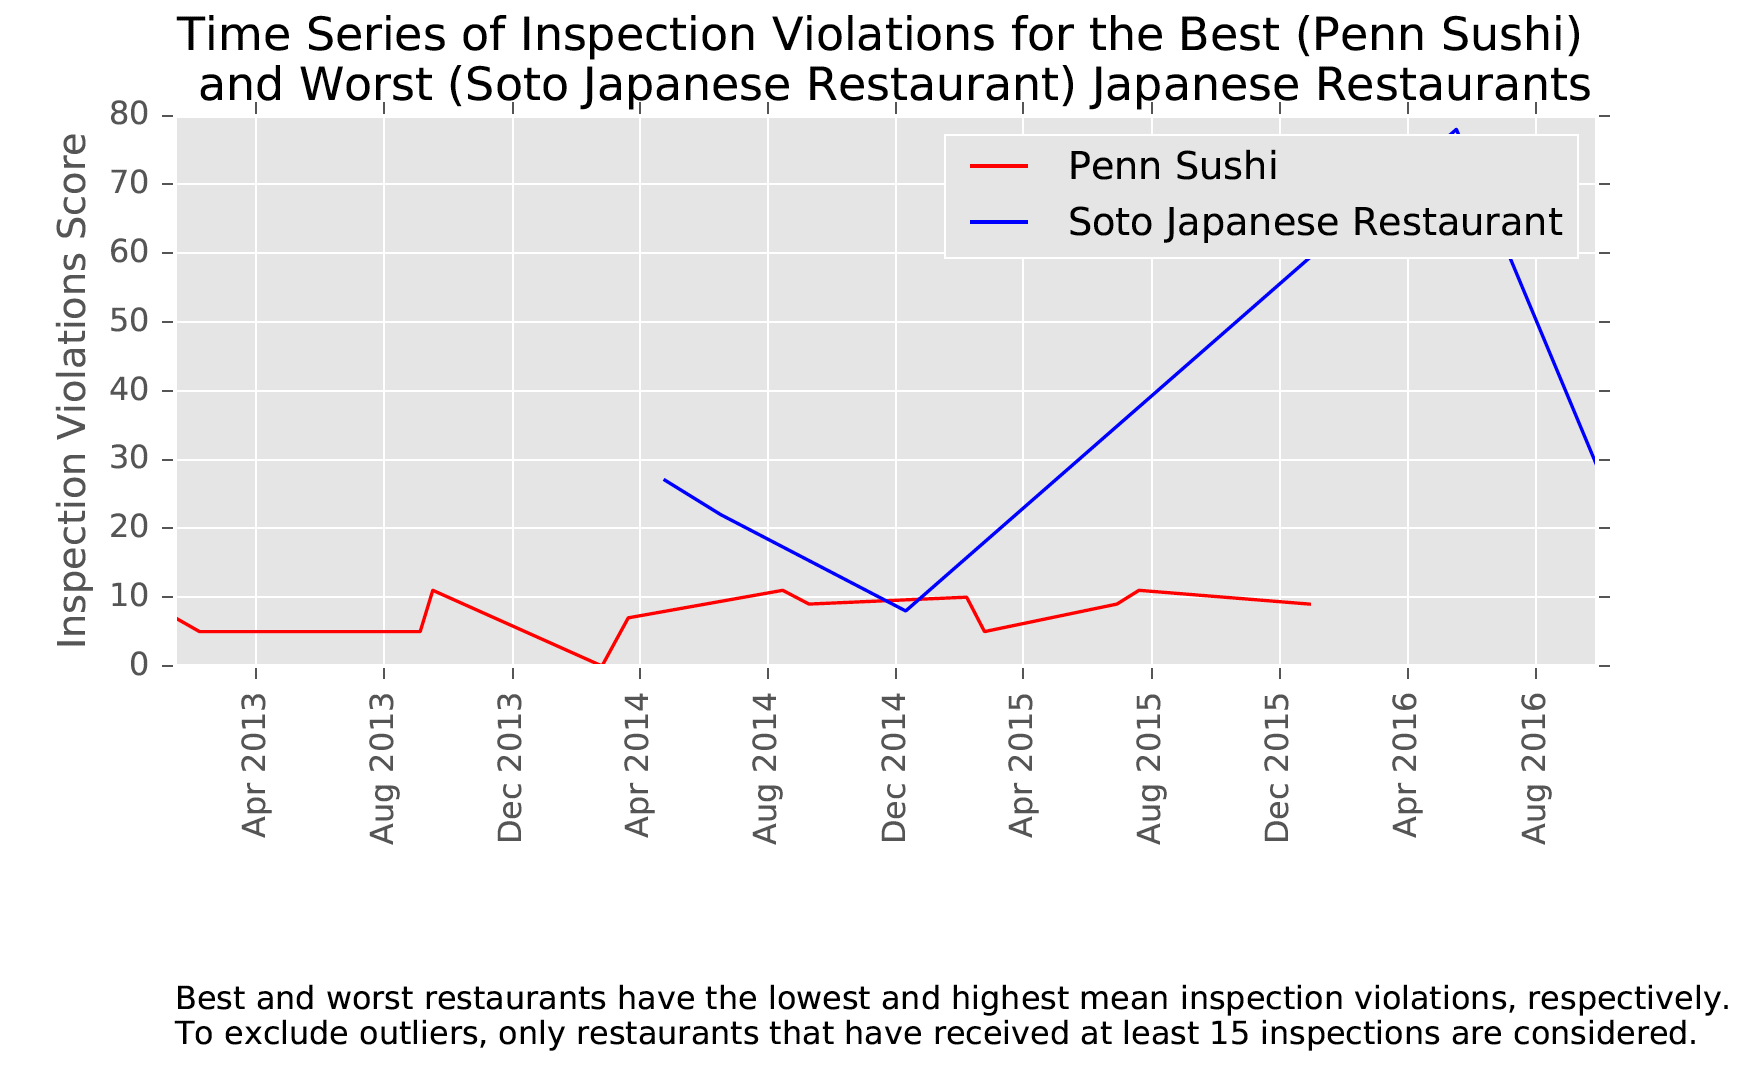 Time Series of Inspection Violations for the Best (Penn Sushi)
and Worst (Soto Japanese Restaurant) Japanese Restaurants
Inspection Violations Score
80
70
60
50
40
30
20
10
0
Penn Sushi
Soto Japanese Restaurant
Apr 2013
Aug 2013
Dec 2013
Apr 2014
Aug 2014
Dec 2014
Apr 2015
Aug 2015
Dec 2015
Apr 2016
Aug 2016
Best and worst restaurants have the lowest and highest mean inspection violations, respectively.
To exclude outliers, only restaurants that have received at least 15 inspections are considered.